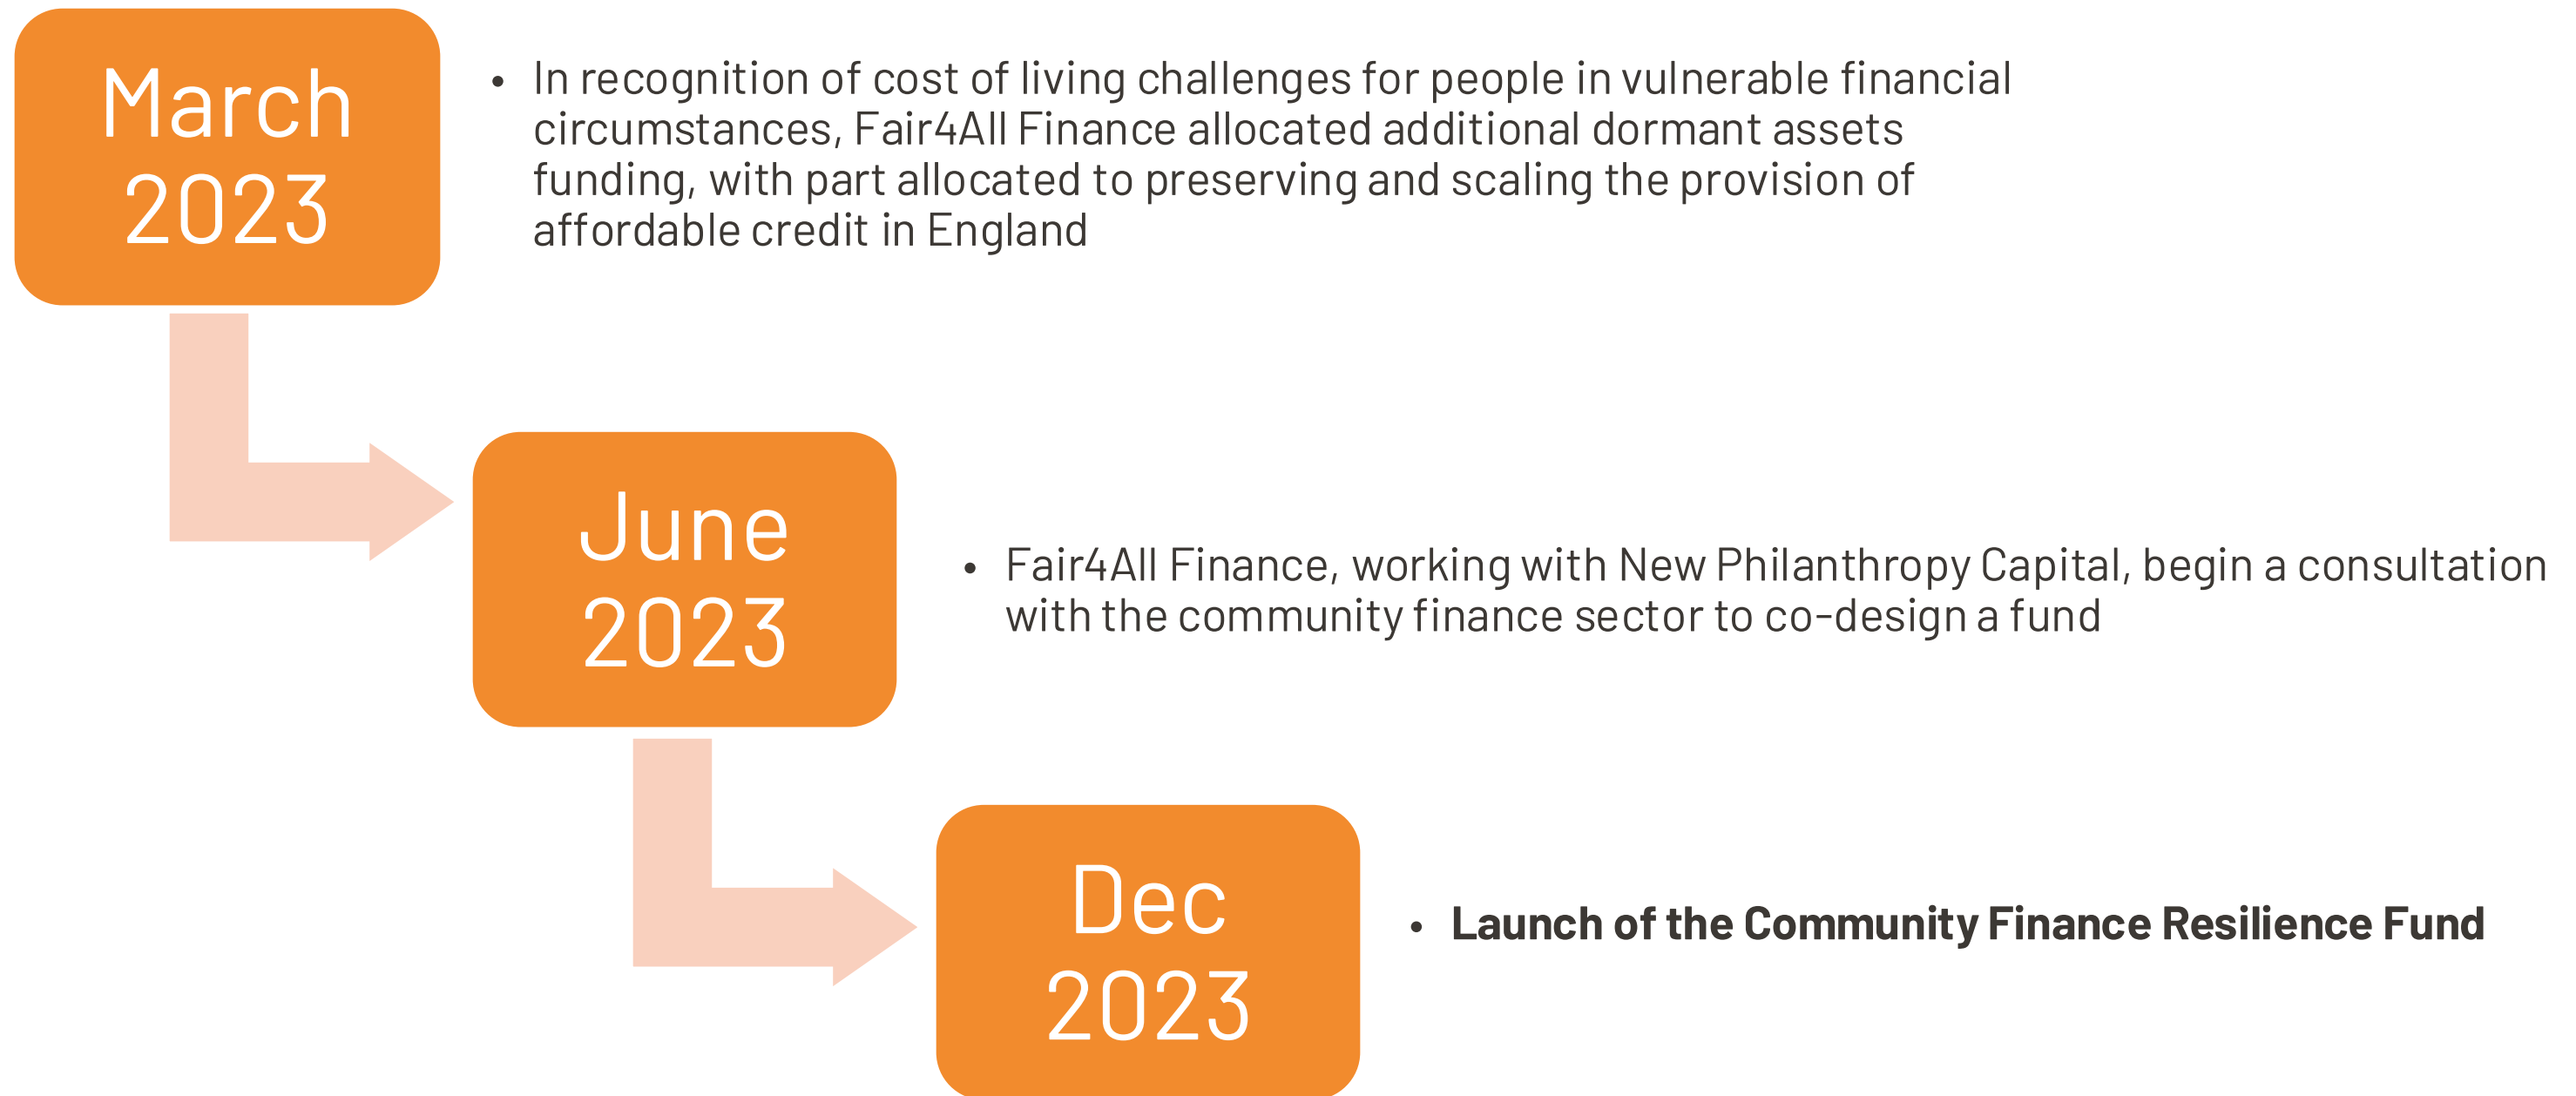 March
2023
• In recognition of cost of living challenges for people in vulnerable financial
circumstances, Fair4All Finance allocated additional dormant assets
funding, with part allocated to preserving and scaling the provision of
affordable credit in England
June
2023
• Fair4All Finance, working with New Philanthropy Capital, begin a consultation
with the community finance sector to co-design a fund
Dec
2023
• Launch of the Community Finance Resilience Fund